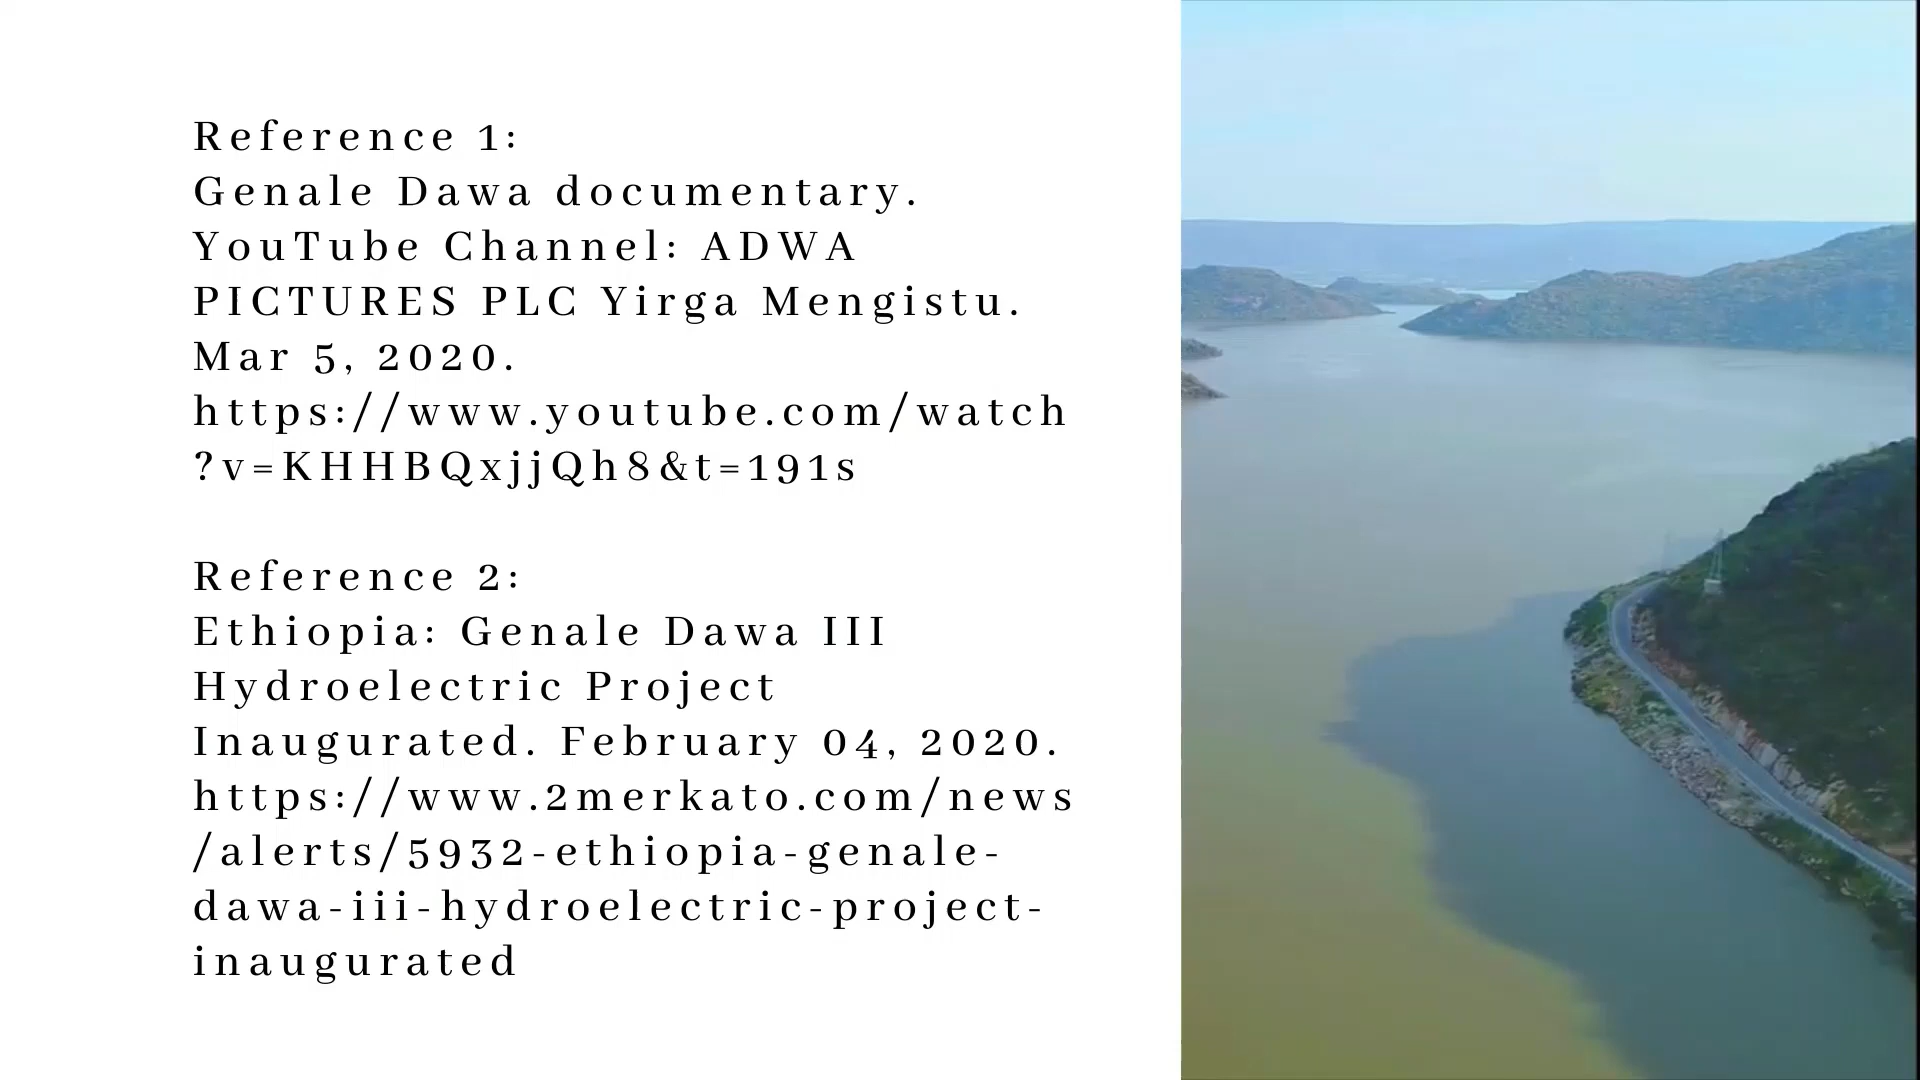 Reference 1:
Genale Dawa documentary.
YouTube Channel: ADWA
PICTURES PLC Yirga Mengistu.
Mar 5, 2020.
https://www.youtube.com/watch
?v=KHHBQxjjQh8&t=191s
Reference 2:
Ethiopia: Genale Dawa III
Hydroelectric Project
Inaugurated. February 04, 2020.
https://www.2merkato.com/news
/alerts/5932-ethiopia-genale-
dawa-iii-hydroelectric-project-
inaugurated